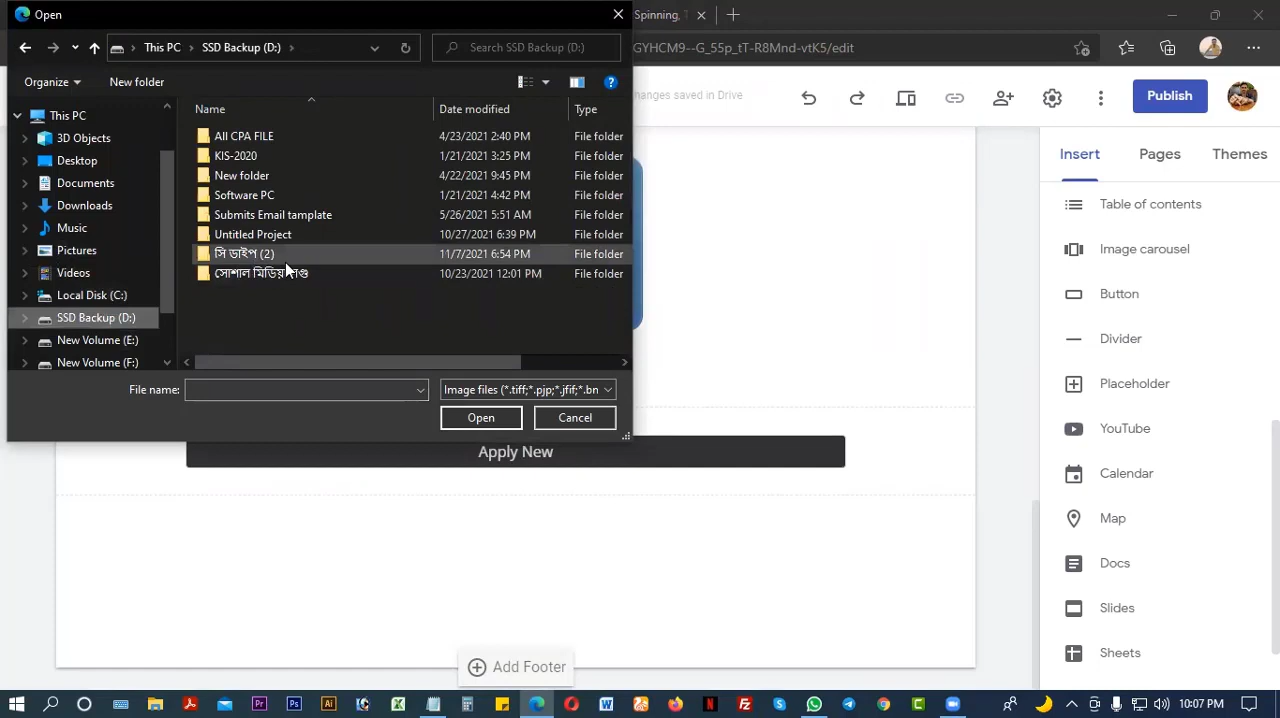 Open
Spinning, T
This PC > SSD Backup (D:) >
Search SSD Backup (D:)
GYHCM9--G_55p_tT-R8Mnd-vtK5/edit
Organize
New folder
hanges saved in Drive
Publish
Name
Date modified
Type
This PC
3D Objects
Desktop
Documents
Downloads
Music
Pictures
Videos
Local Disk (C:)
SSD Backup (D:)
New Volume (E:)
New Volume (F:)
All CPA FILE 4/23/2021 2:40 PM File folder
KIS-2020 1/21/2021 3:25 PM File folder
New folder 4/22/2021 9:45 PM File folder
Software PC 1/21/2021 4:42 PM File folder
Submits Email tamplate 5/26/2021 5:51 AM File folder
Untitled Project 10/27/2021 6:39 PM File folder
সি ডাইপ (2) 11/7/2021 6:54 PM File folder
সোশাল 10/23/2021 12:01 PM File folder
File name:
Image files (*.tiff;*.pjp;*.jfif;*.bn
Open
Cancel
Insert
Pages
Themes
Table of contents
Image carousel
Button
Divider
Placeholder
YouTube
Calendar
Map
Docs
Slides
Sheets
Apply New
Add Footer
10:07 PM